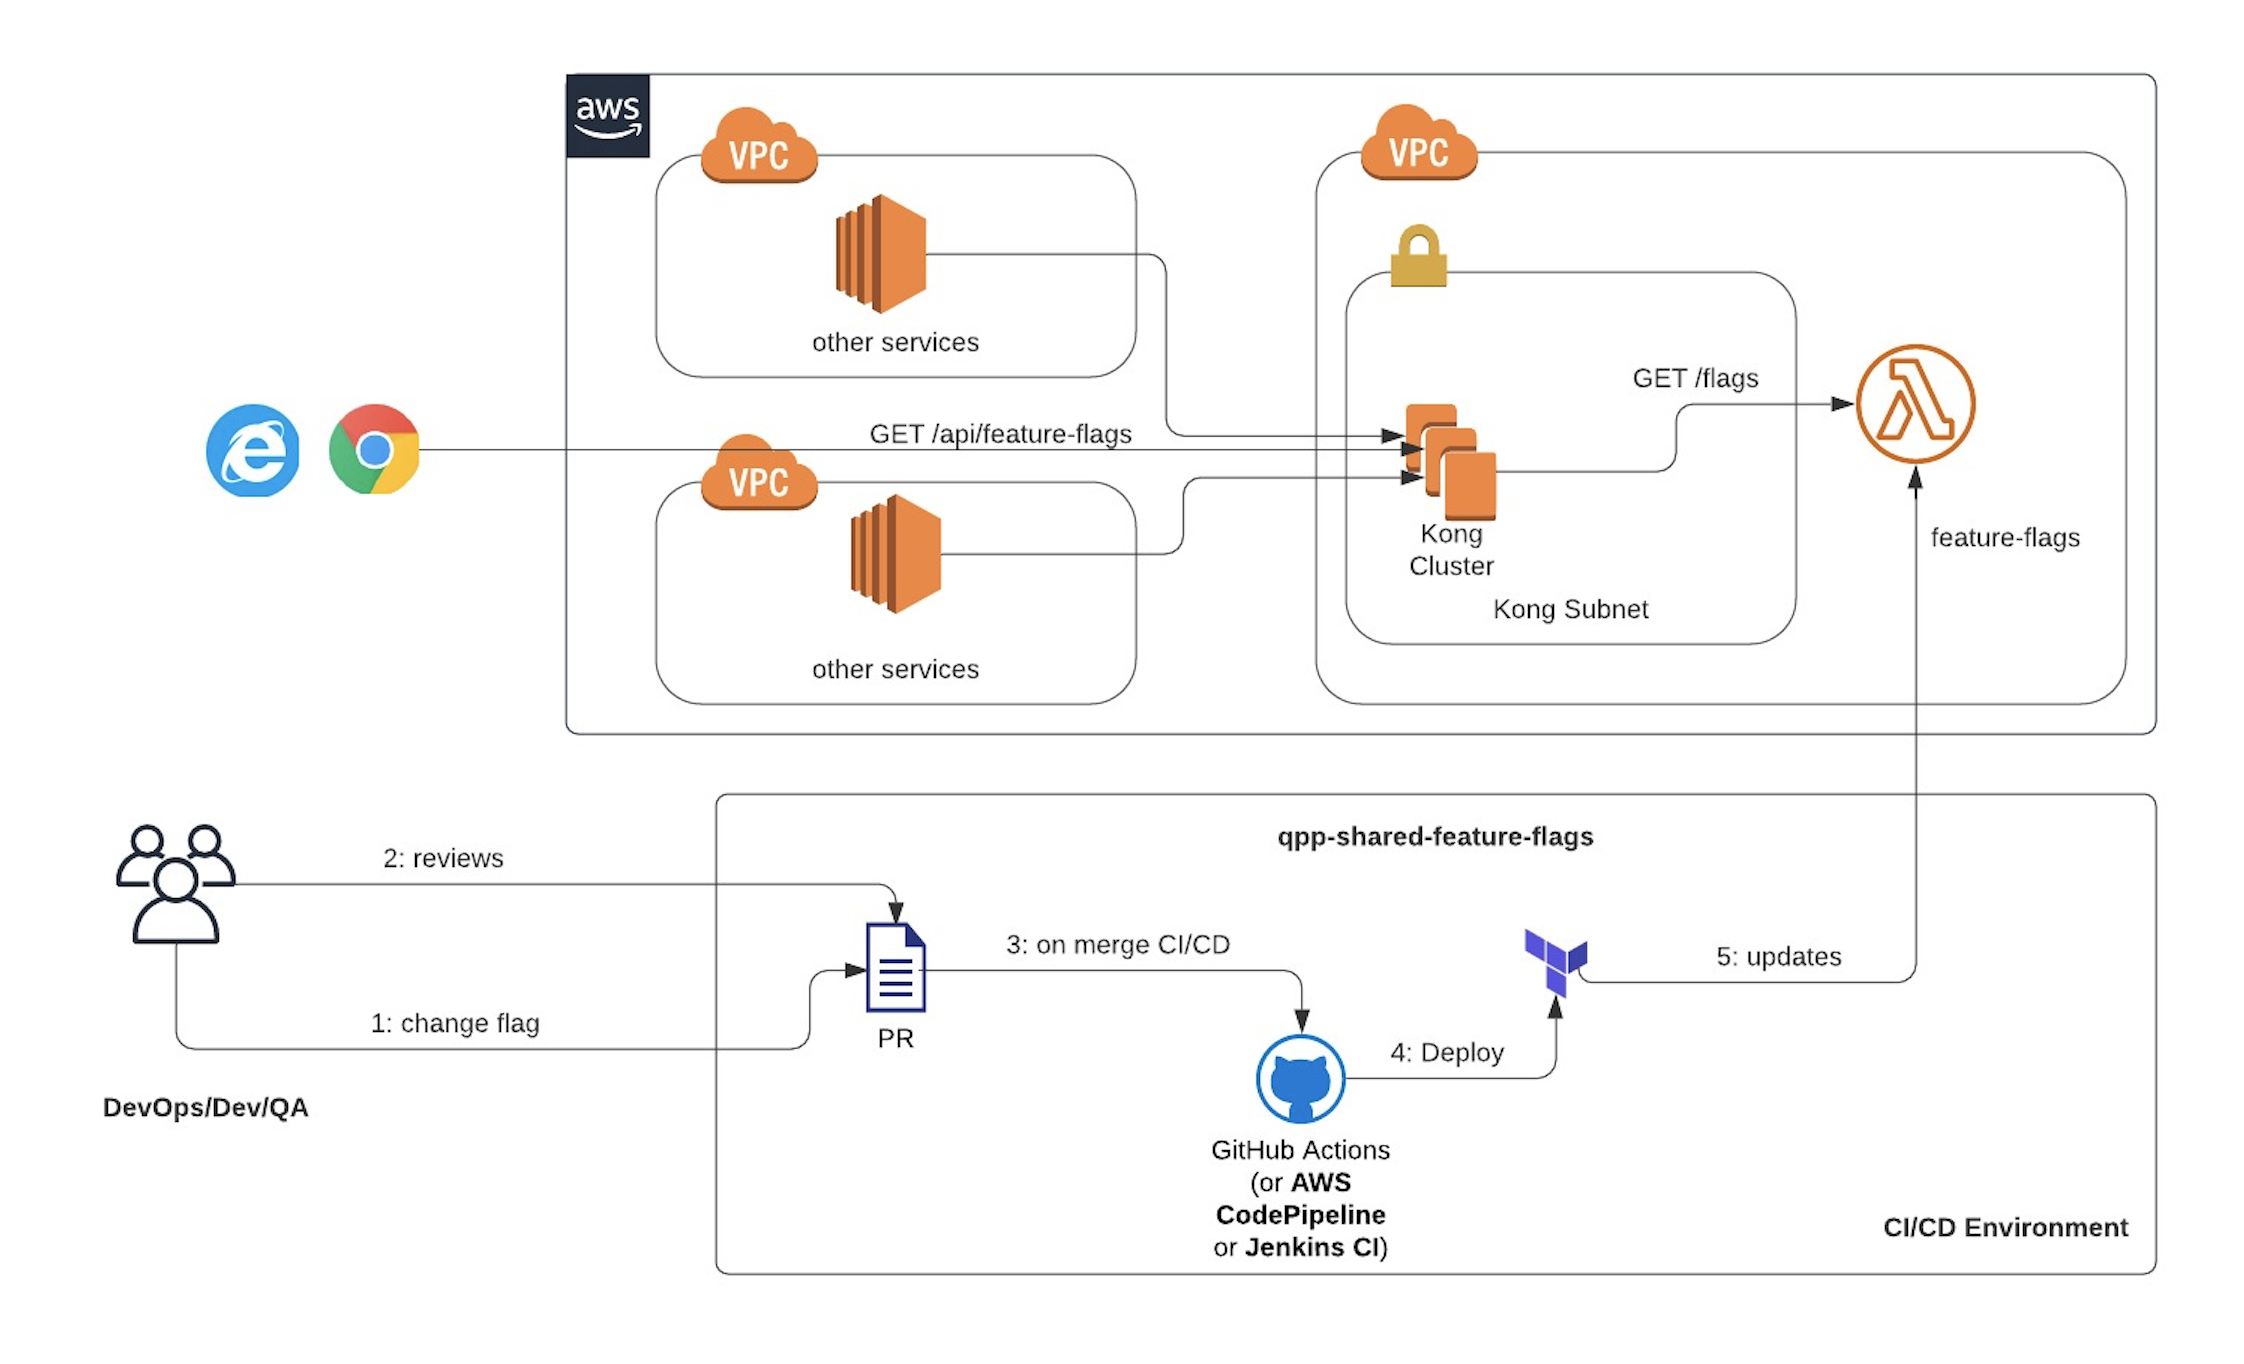 aws
VPC
VPC
other services
GET /flags
GET /api/feature-flags
VPC
Kong
Cluster
feature-flags
Kong Subnet
other services
qpp-shared-feature-flags
2: reviews
3: on merge CI/CD
5: updates
1: change flag
PR
4: Deploy
DevOps/Dev/QA
GitHub Actions
(or AWS
CodePipeline
or Jenkins CI)
CI/CD Environment